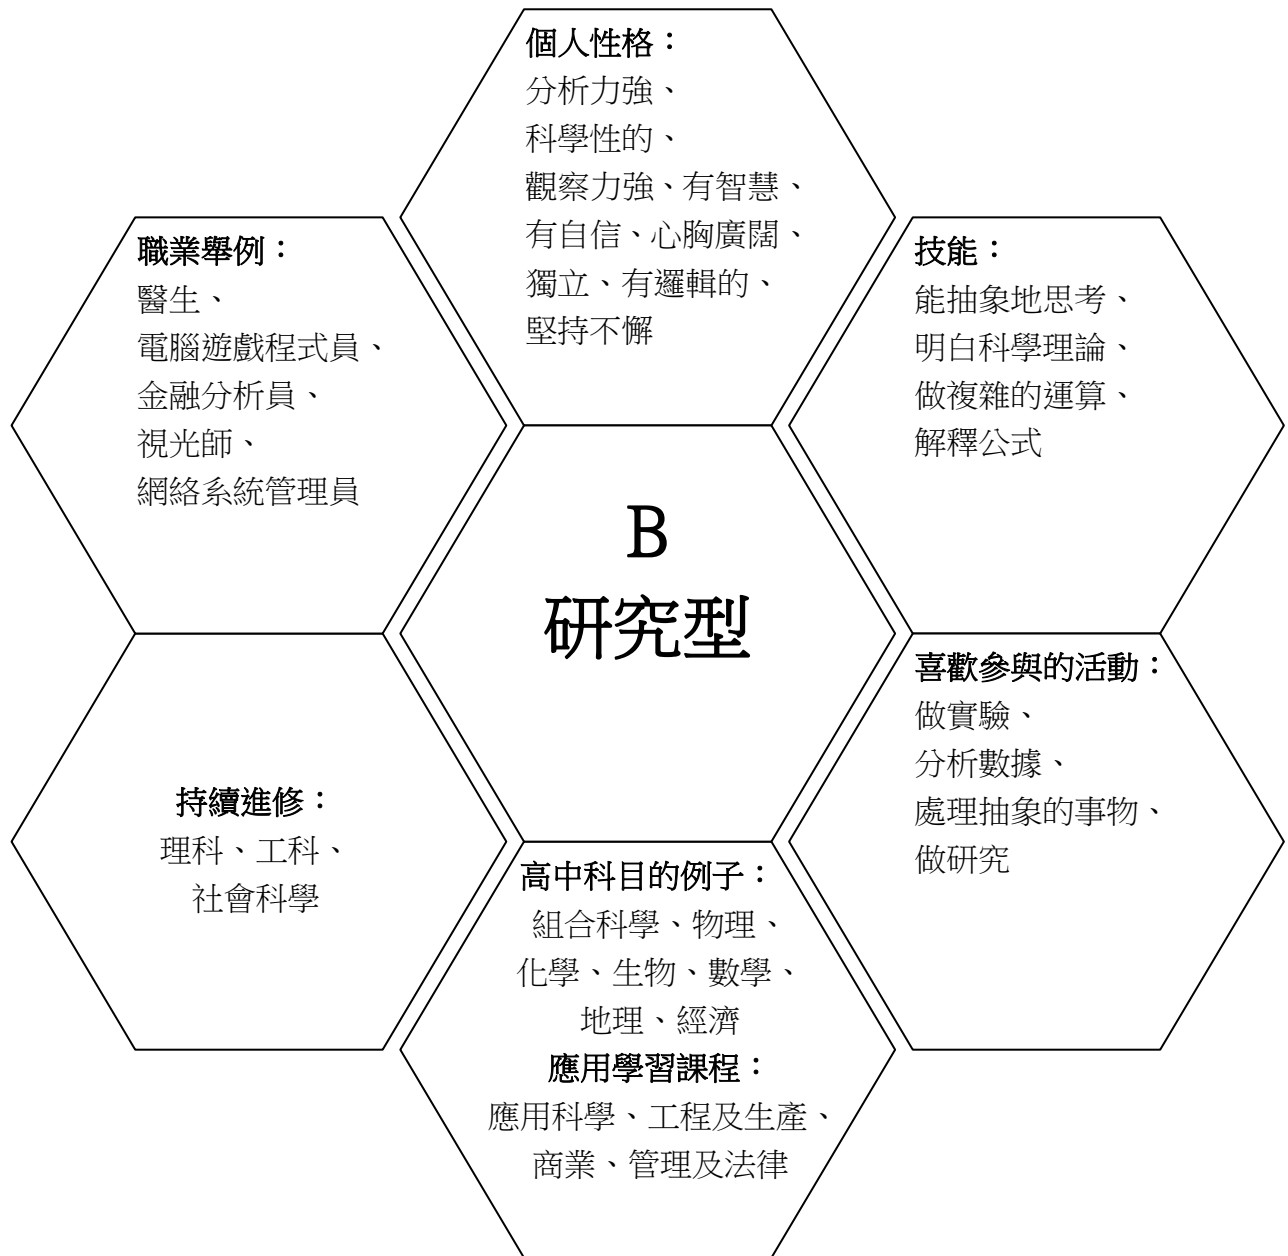 個人性格：
分析力強、
科學性的、
觀察力強、有智慧、
有自信、心胸廣闊、
獨立、有邏輯的、
堅持不懈
職業舉例：
醫生、
電腦遊戲程式員、
金融分析員、
視光師、
網絡系統管理員
技能：
能抽象地思考、
明白科學理論、
做複雜的運算、
解釋公式
B
研究型
持續進修：
理科、工科、
社會科學
喜歡參與的活動：
做實驗、
分析數據、
處理抽象的事物、
做研究
高中科目的例子：
組合科學、物理、
化學、生物、數學、
地理、經濟
應用學習課程：
應用科學、工程及生產、
商業、管理及法律